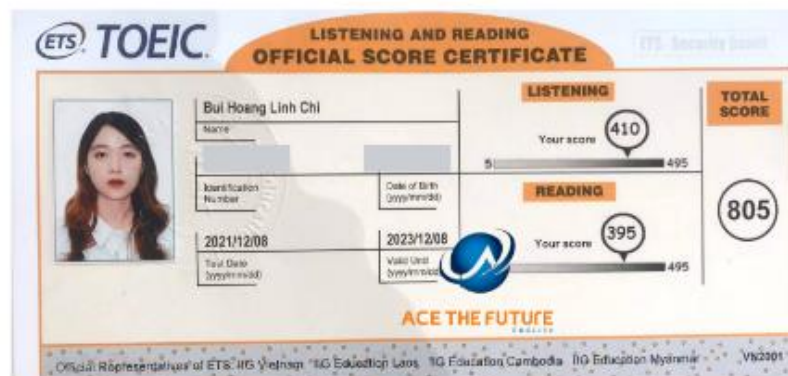 ETS TOEIC
LISTENING AND READING
OFFICIAL SCORE CERTIFICATE
ETS Security
Bui Hoang Linh Chi
Name
Identification
Number
Date of Birth
(yyyy/mm/dd)
2021/12/08
Test Date
(yyyy/mm/dd)
2023/12/08
Valid Until
(yyyy/mm/dd)
LISTENING
Your score
410
5
495
READING
Your score
395
495
TOTAL
SCORE
805
ACE THE FUTURE
ENGLISH
Official Representatives of ETS: IIG Vietnam IIG Education Laos IIG Education Cambodia IIG Education Myanmar
VN2001